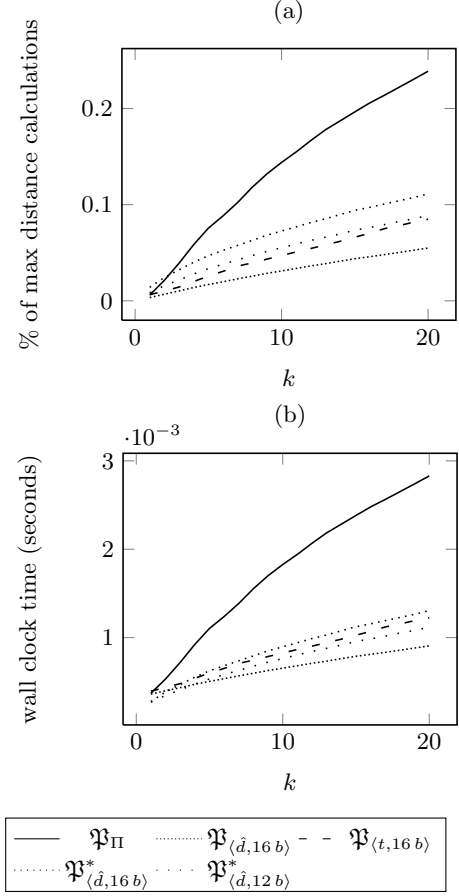 (a)
% of max distance calculations
0.2
0.1
0
0 10 20
k
(b)
·10⁻³
wall clock time (seconds)
3
2
1
0 10 20
k
𝔓_Π 𝔓_⟨d̂,16 b⟩ 𝔓_⟨t,16 b⟩
𝔓*_⟨d̂,16 b⟩ 𝔓*_⟨d̂,12 b⟩